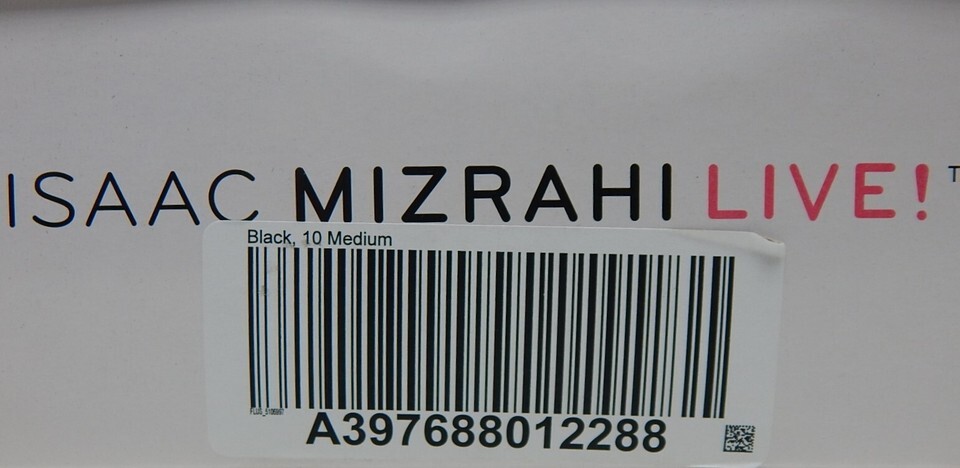 ISAAC MIZRAHI LIVE!
Black, 10 Medium
A397688012288